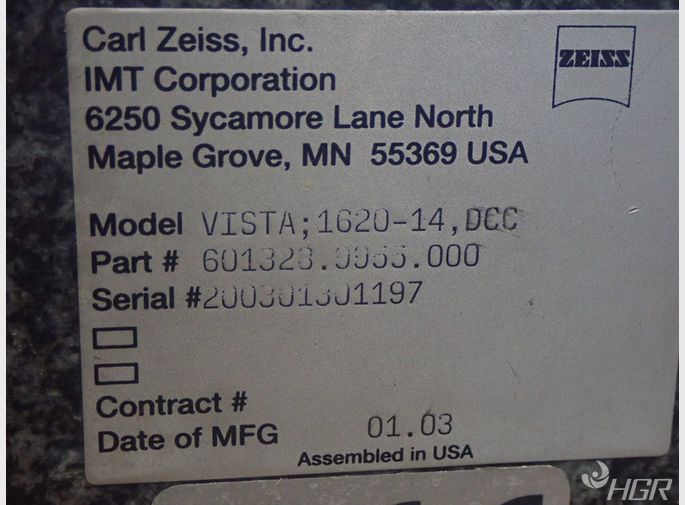 Carl Zeiss, Inc.
ZEISS
IMT Corporation
6250 Sycamore Lane North
Maple Grove, MN 55369 USA
Model VISTA;1620-14,DCC
Part #
Serial #
Contract #
Date of MFG 01.03
Assembled in USA
HGR